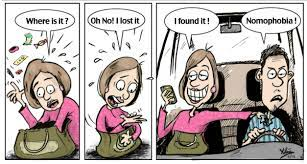 Where is it ?
Oh No! I lost it
I found it !
Nomophobia !